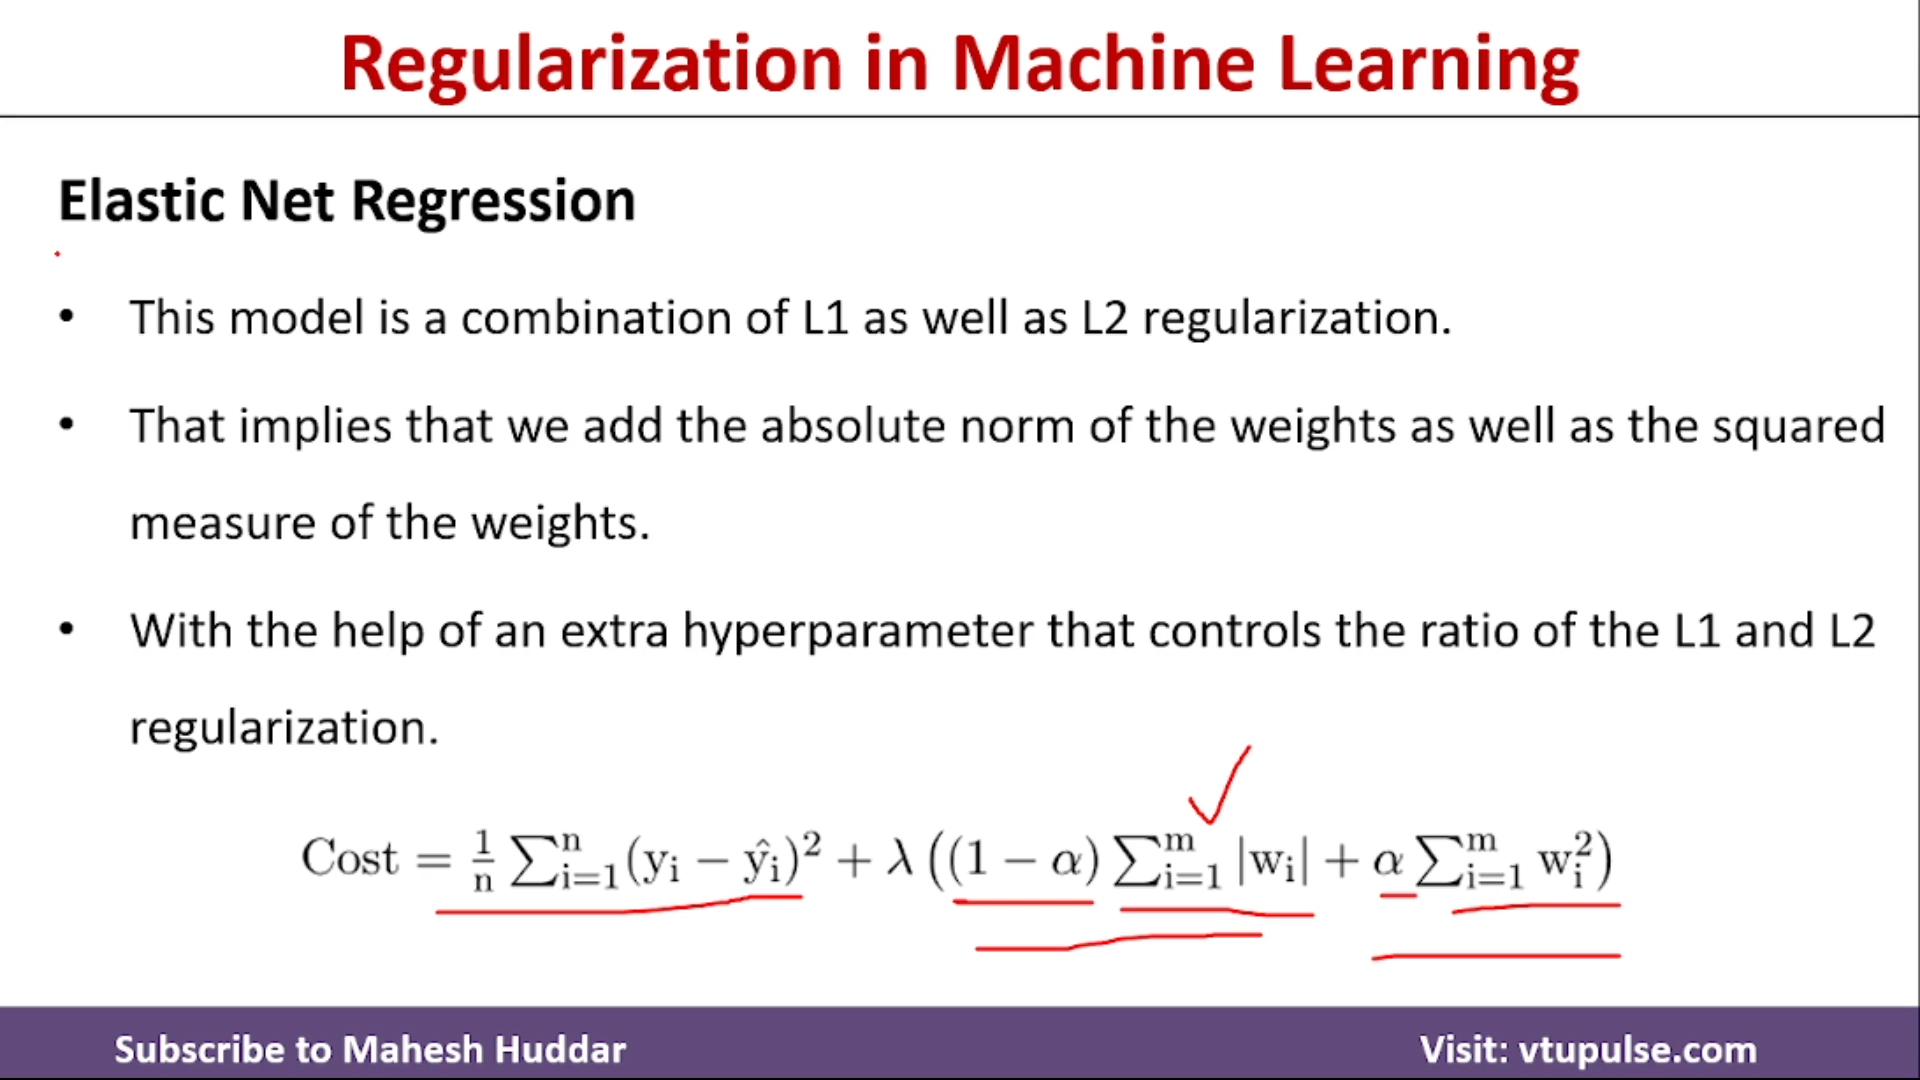 Regularization in Machine Learning
Elastic Net Regression
• This model is a combination of L1 as well as L2 regularization.
• That implies that we add the absolute norm of the weights as well as the squared
measure of the weights.
• With the help of an extra hyperparameter that controls the ratio of the L1 and L2
regularization.
Cost = 1/n ∑ⁿᵢ₌₁(yᵢ − ŷᵢ)² + λ((1 − α) ∑ᵐᵢ₌₁ |wᵢ| + α ∑ᵐᵢ₌₁ wᵢ²)
Subscribe to Mahesh Huddar
Visit: vtupulse.com